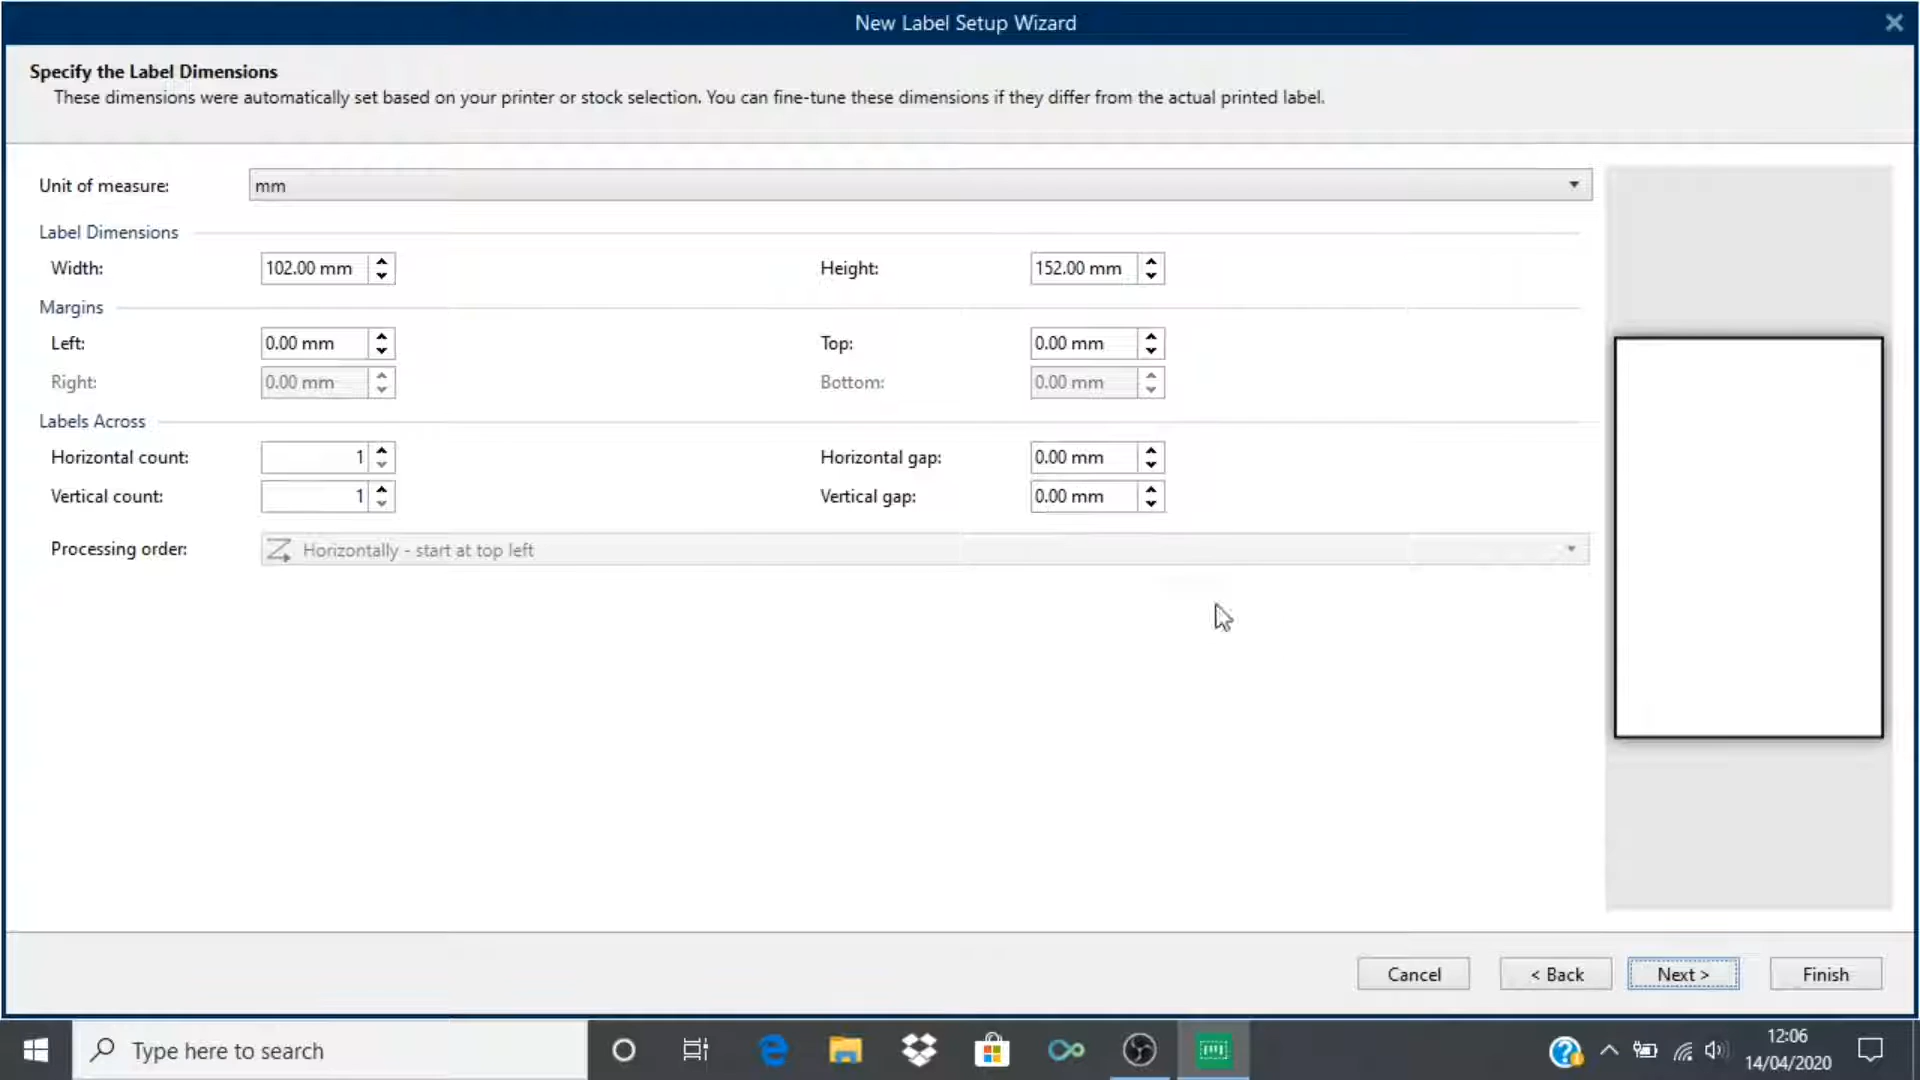 New Label Setup Wizard
Specify the Label Dimensions
These dimensions were automatically set based on your printer or stock selection. You can fine-tune these dimensions if they differ from the actual printed label.
Unit of measure: mm
Label Dimensions
Width: 102.00 mm Height: 152.00 mm
Margins
Left: 0.00 mm Top: 0.00 mm
Right: 0.00 mm Bottom: 0.00 mm
Labels Across
Horizontal count: 1 Horizontal gap: 0.00 mm
Vertical count: 1 Vertical gap: 0.00 mm
Processing order: Horizontally - start at top left
Cancel < Back Next > Finish
Type here to search
12:06
14/04/2020